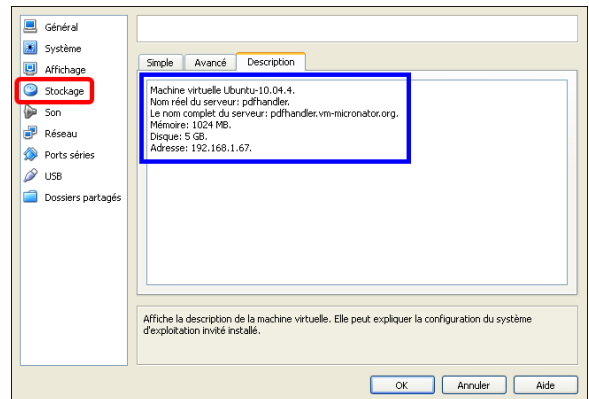 Général
Système
Affichage
Stockage
Son
Réseau
Ports séries
USB
Dossiers partagés
Simple Avancé Description
Machine virtuelle Ubuntu-10.04.4.
Nom réel du serveur: pdfhandler.
Le nom complet du serveur: pdfhandler.vm-micronator.org.
Mémoire: 1024 MB.
Disque: 5 GB.
Adresse: 192.168.1.67.
Affiche la description de la machine virtuelle. Elle peut expliquer la configuration du système
d'exploitation invité installé.
OK Annuler Aide